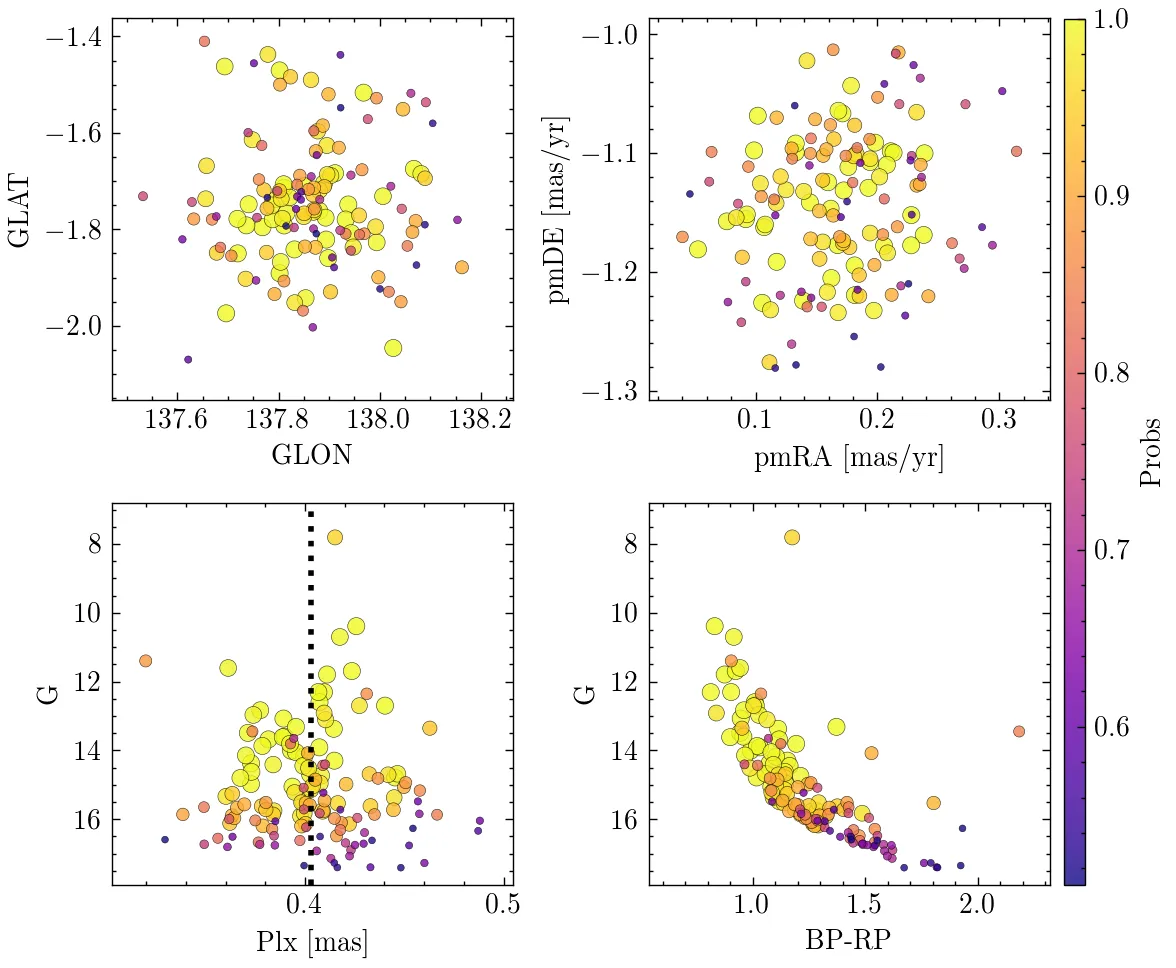 −1.4
−1.6
−1.8
−2.0
GLAT
137.6 137.8 138.0 138.2
GLON
−1.0
−1.1
−1.2
−1.3
pmDE [mas/yr]
0.1 0.2 0.3
pmRA [mas/yr]
8
10
12
14
16
G
0.4 0.5
Plx [mas]
8
10
12
14
16
G
1.0 1.5 2.0
BP-RP
1.0
0.9
0.8
0.7
0.6
Probs